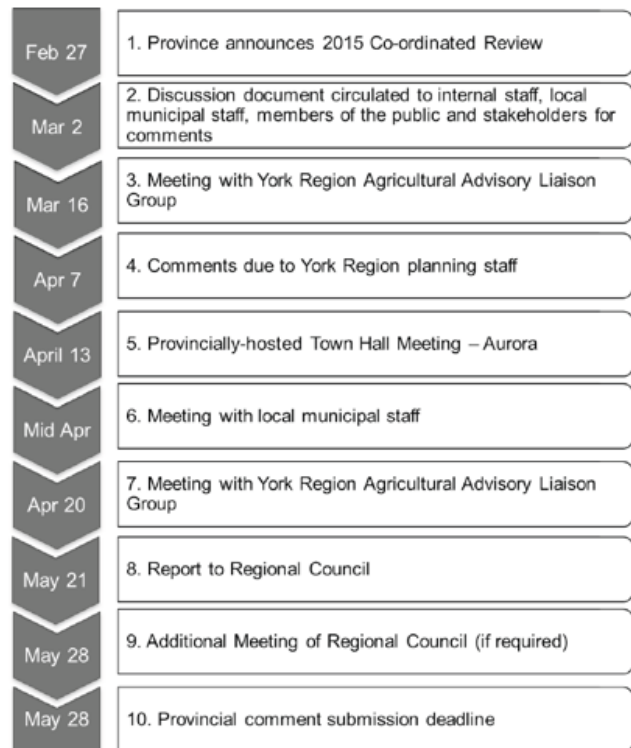 Feb 27
1. Province announces 2015 Co-ordinated Review
Mar 2
2. Discussion document circulated to internal staff, local
municipal staff, members of the public and stakeholders for
comments
Mar 16
3. Meeting with York Region Agricultural Advisory Liaison
Group
Apr 7
4. Comments due to York Region planning staff
April 13
5. Provincially-hosted Town Hall Meeting – Aurora
Mid Apr
6. Meeting with local municipal staff
Apr 20
7. Meeting with York Region Agricultural Advisory Liaison
Group
May 21
8. Report to Regional Council
May 28
9. Additional Meeting of Regional Council (if required)
May 28
10. Provincial comment submission deadline